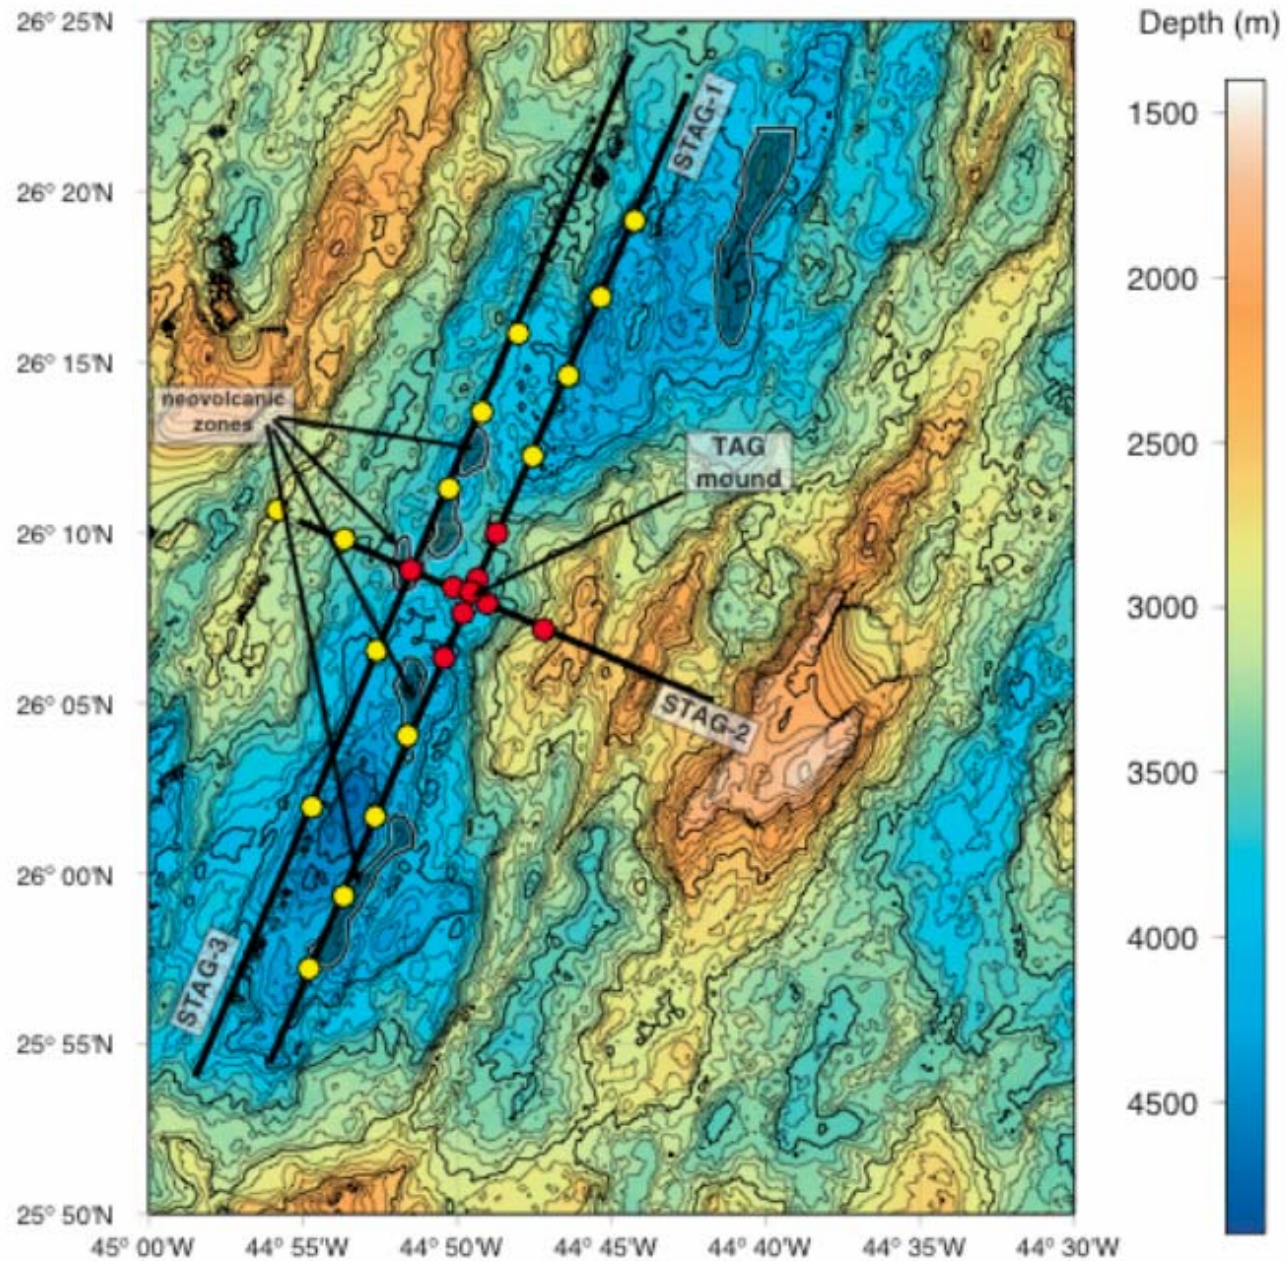 Depth (m)
26° 25'N
26° 20'N
26° 15'N
26° 10'N
26° 05'N
26° 00'N
25° 55'N
25° 50'N
45° 00'W
44° 55'W
44° 50'W
44° 45'W
44° 40'W
44° 35'W
44° 30'W
STAG-1
neovolcanic
zones
TAG
mound
STAG-2
STAG-3
1500
2000
2500
3000
3500
4000
4500